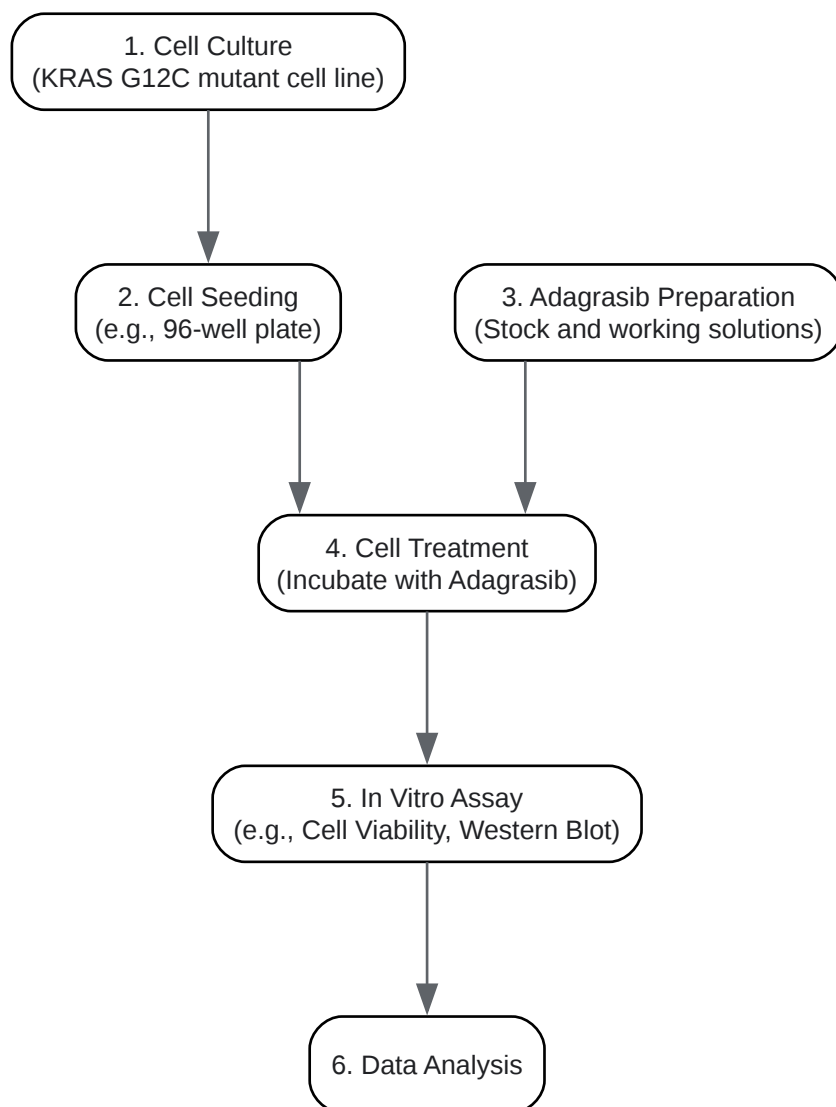 1. Cell Culture
(KRAS G12C mutant cell line)
2. Cell Seeding
(e.g., 96-well plate)
3. Adagrasib Preparation
(Stock and working solutions)
4. Cell Treatment
(Incubate with Adagrasib)
5. In Vitro Assay
(e.g., Cell Viability, Western Blot)
6. Data Analysis